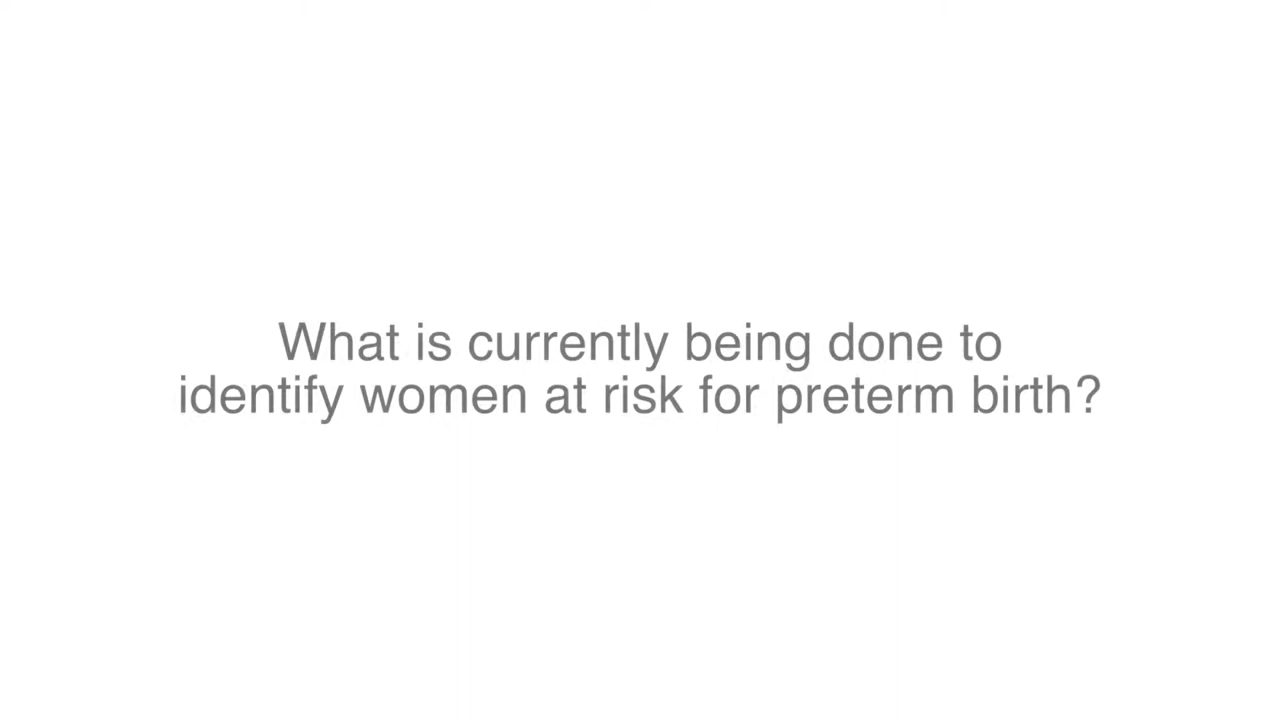 What is currently being done to
identify women at risk for preterm birth?